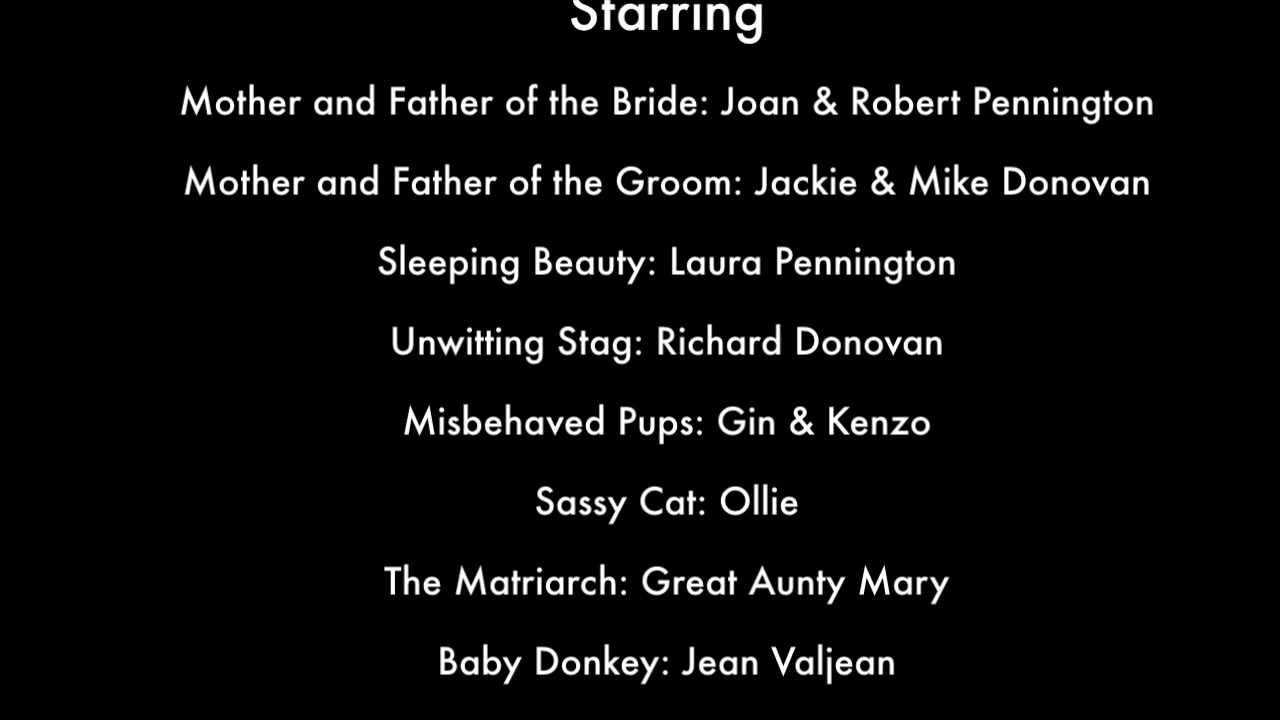 Starring
Mother and Father of the Bride: Joan & Robert Pennington
Mother and Father of the Groom: Jackie & Mike Donovan
Sleeping Beauty: Laura Pennington
Unwitting Stag: Richard Donovan
Misbehaved Pups: Gin & Kenzo
Sassy Cat: Ollie
The Matriarch: Great Aunty Mary
Baby Donkey: Jean Valjean